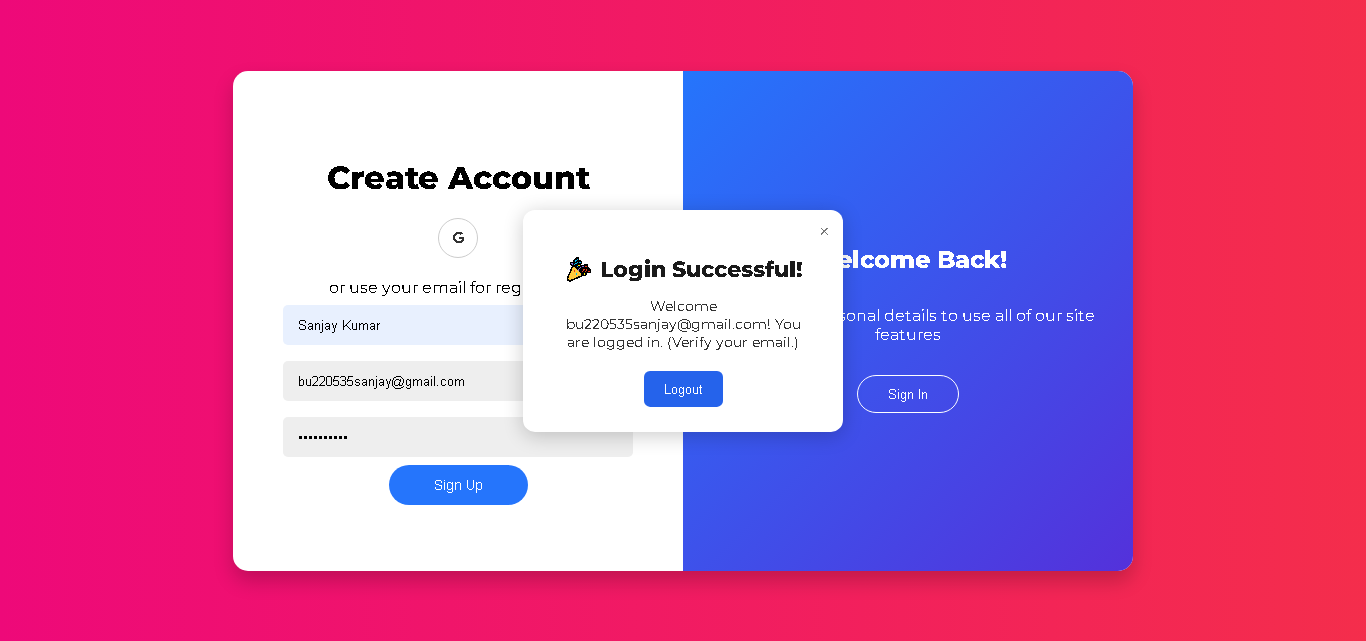 Create Account
G
or use your email for reg
Sanjay Kumar
bu220535sanjay@gmail.com
••••••••••
Sign Up
×
🎉 Login Successful!
Welcome
bu220535sanjay@gmail.com! You
are logged in. (Verify your email.)
Logout
elcome Back!
sonal details to use all of our site
features
Sign In